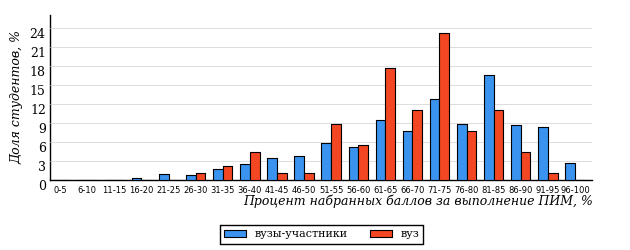 Доля студентов, %
24
21
18
15
12
9
6
3
0
0-5 6-10 11-15 16-20 21-25 26-30 31-35 36-40 41-45 46-50 51-55 56-60 61-65 66-70 71-75 76-80 81-85 86-90 91-95 96-100
Процент набранных баллов за выполнение ПИМ, %
вузы-участники вуз